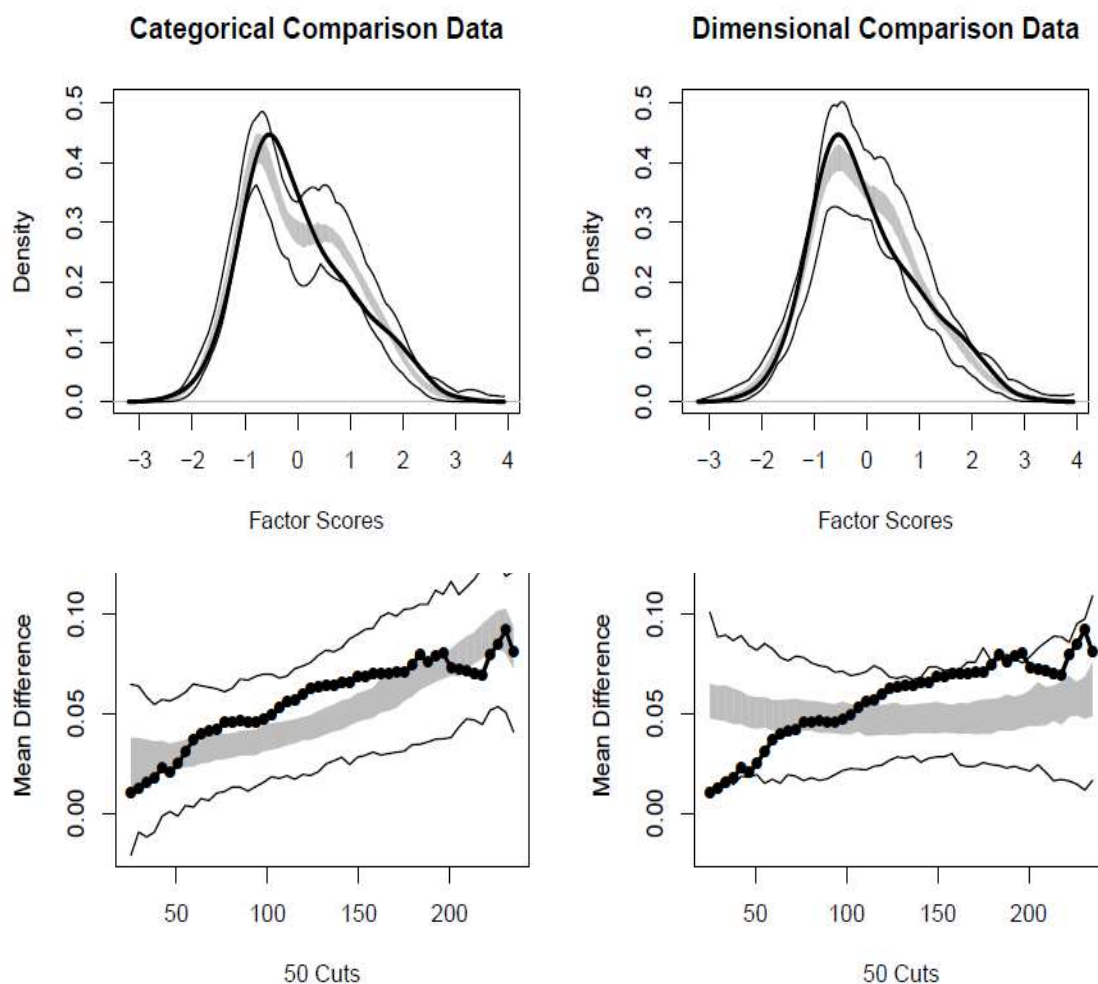 Categorical Comparison Data
Dimensional Comparison Data
0.5
0.4
0.3
0.2
0.1
0.0
Density
−3 −2 −1 0 1 2 3 4
Factor Scores
0.5
0.4
0.3
0.2
0.1
0.0
Density
−3 −2 −1 0 1 2 3 4
Factor Scores
0.10
0.05
0.00
Mean Difference
50 100 150 200
50 Cuts
0.10
0.05
0.00
Mean Difference
50 100 150 200
50 Cuts